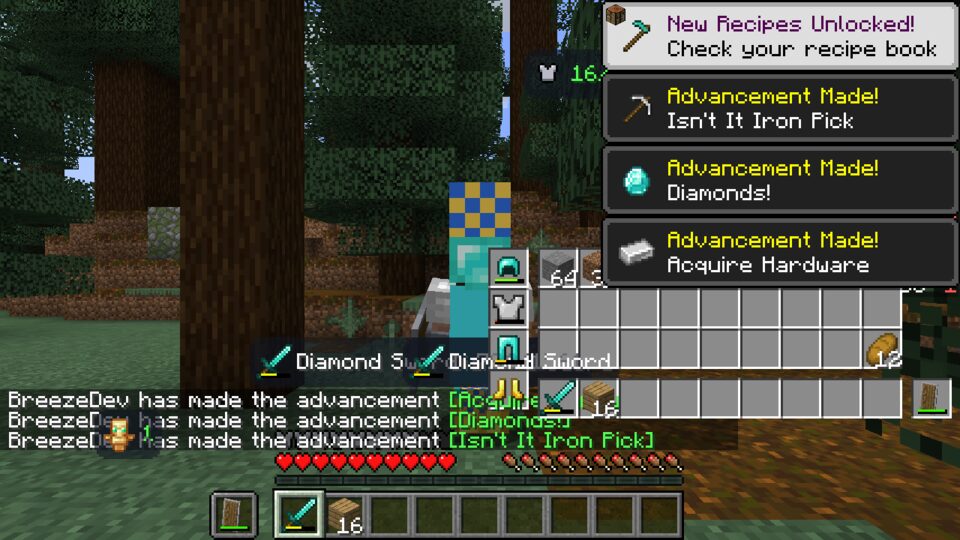 New Recipes Unlocked!
Check your recipe book
16
Advancement Made!
Isn't It Iron Pick
Advancement Made!
Diamonds!
Advancement Made!
Acquire Hardware
64
12
Diamond Sword
16
BreezeDev has made the advancement
BreezeDev has made the advancement [Diamonds!]
has made the advancement [Isn't It Iron Pick]
1
16